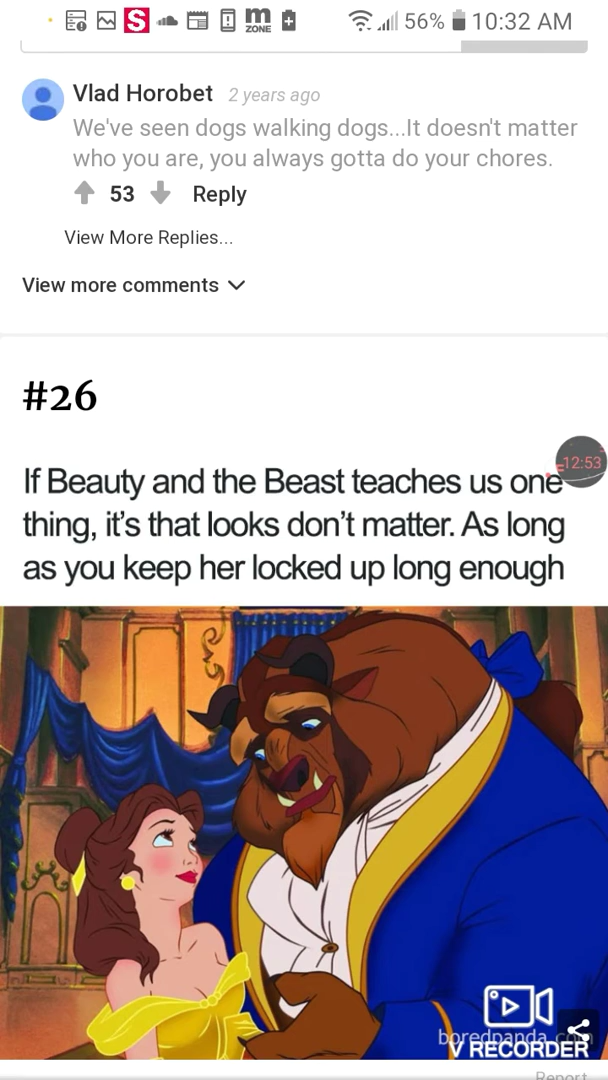 m
ZONE
S
56%
10:32 AM
Vlad Horobet 2 years ago
We've seen dogs walking dogs...It doesn't matter
who you are, you always gotta do your chores.
53 Reply
View More Replies...
View more comments
#26
12:53
If Beauty and the Beast teaches us one
thing, it's that looks don't matter. As long
as you keep her locked up long enough
boredpanda.com
V RECORDER
Report